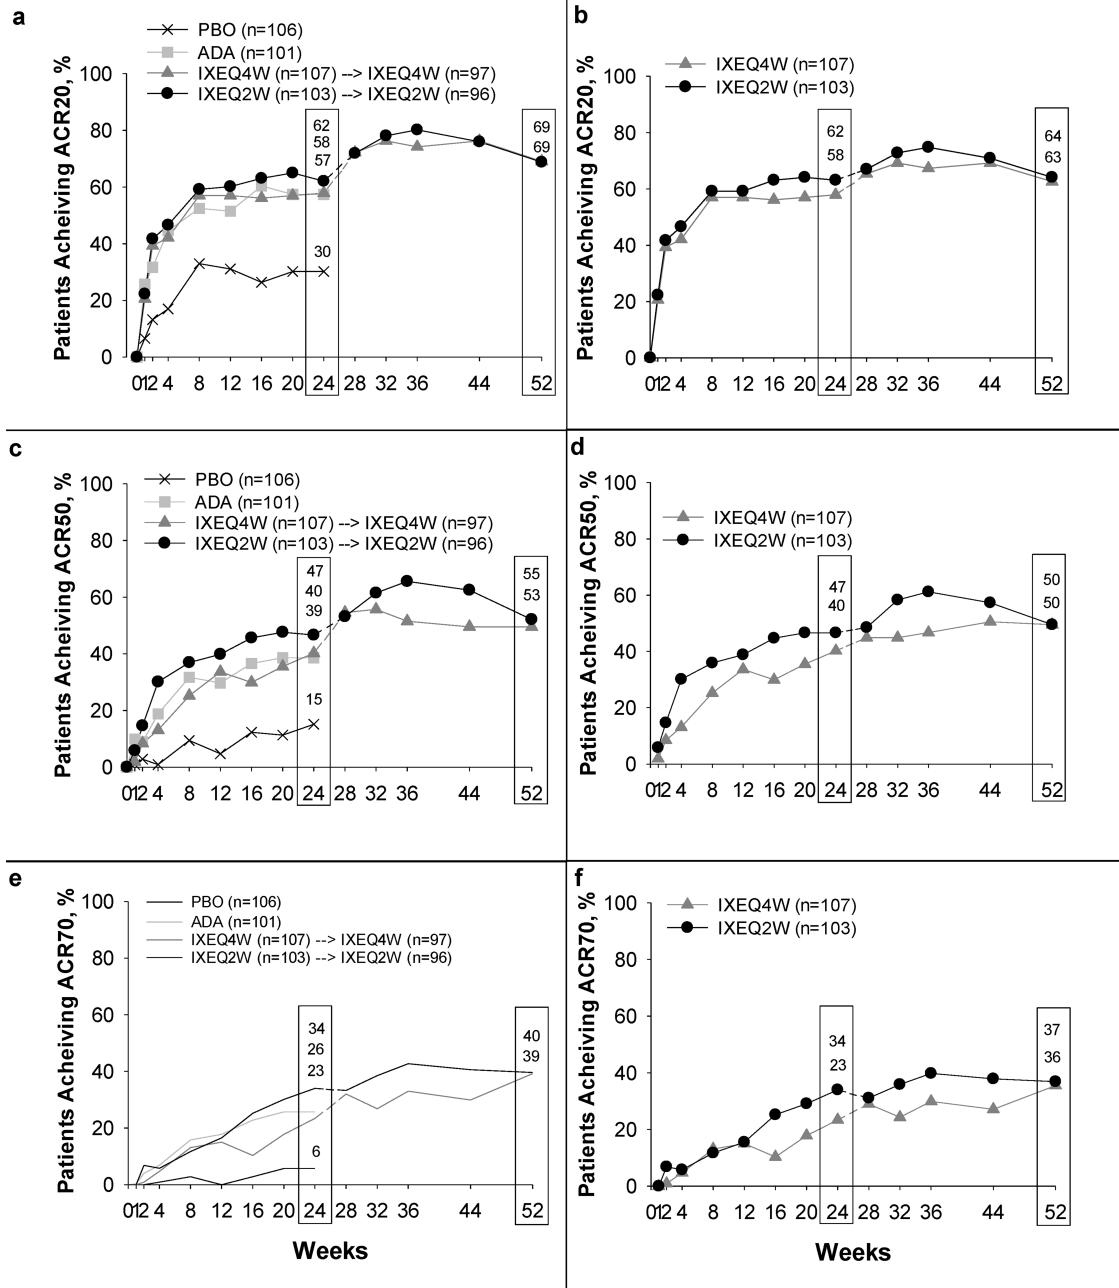 a
PBO (n=106)
ADA (n=101)
IXEQ4W (n=107) --> IXEQ4W (n=97)
IXEQ2W (n=103) --> IXEQ2W (n=96)
Patients Acheiving ACR20, %
100
80
60
40
20
0
62
58
57
30
69
69
0 1 2 4 8 12 16 20 24 28 32 36 44 52
b
IXEQ4W (n=107)
IXEQ2W (n=103)
Patients Acheiving ACR20, %
100
80
60
40
20
0
62
58
64
63
0 1 2 4 8 12 16 20 24 28 32 36 44 52
c
PBO (n=106)
ADA (n=101)
IXEQ4W (n=107) --> IXEQ4W (n=97)
IXEQ2W (n=103) --> IXEQ2W (n=96)
Patients Acheiving ACR50, %
100
80
60
40
20
0
47
40
39
15
55
53
0 1 2 4 8 12 16 20 24 28 32 36 44 52
d
IXEQ4W (n=107)
IXEQ2W (n=103)
Patients Acheiving ACR50, %
100
80
60
40
20
0
47
40
50
50
0 1 2 4 8 12 16 20 24 28 32 36 44 52
e
PBO (n=106)
ADA (n=101)
IXEQ4W (n=107) --> IXEQ4W (n=97)
IXEQ2W (n=103) --> IXEQ2W (n=96)
Patients Acheiving ACR70, %
100
80
60
40
20
0
34
26
23
6
40
39
0 1 2 4 8 12 16 20 24 28 32 36 44 52
Weeks
f
IXEQ4W (n=107)
IXEQ2W (n=103)
Patients Acheiving ACR70, %
100
80
60
40
20
0
34
23
37
36
0 1 2 4 8 12 16 20 24 28 32 36 44 52
Weeks